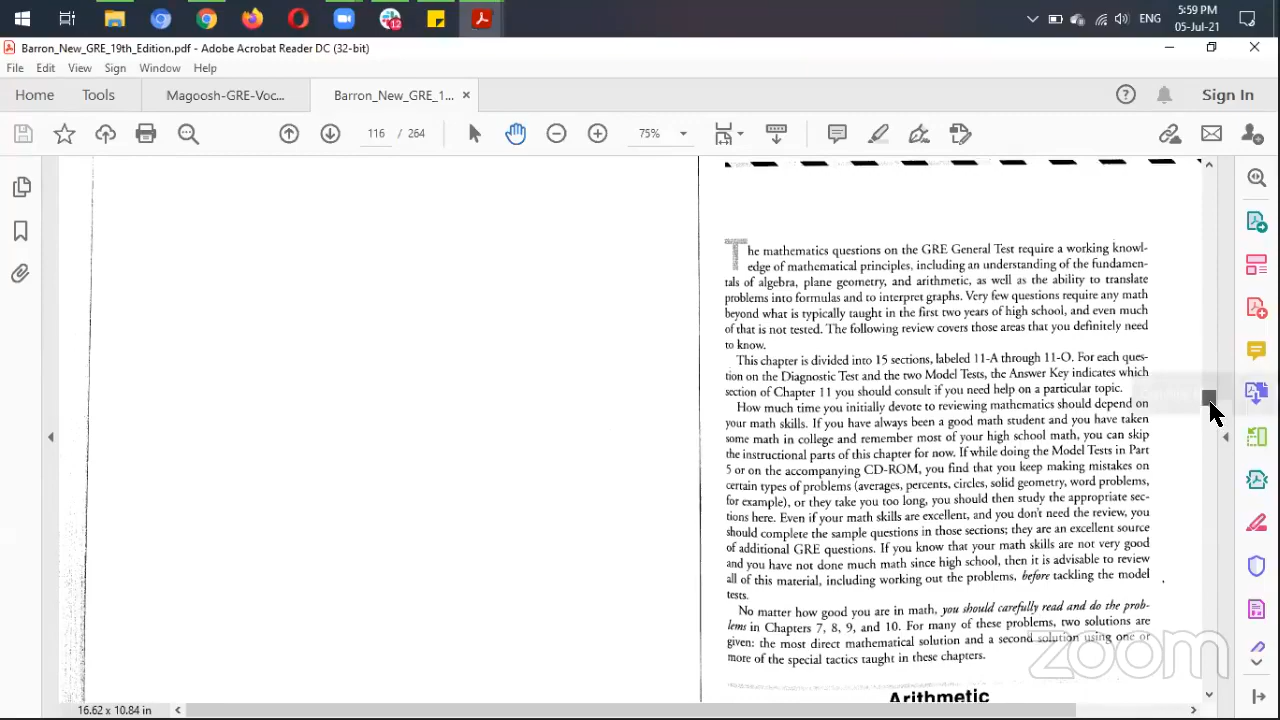 5:59 PM
ENG
05-Jul-21
12
Barron_New_GRE_19th_Edition.pdf - Adobe Acrobat Reader DC (32-bit)
File Edit View Sign Window Help
Home Tools Magoosh-GRE-Voc... Barron_New_GRE_1... × Sign In
116 / 264 75%
The mathematics questions on the GRE General Test require a working knowl-
edge of mathematical principles, including an understanding of the fundamen-
tals of algebra, plane geometry, and arithmetic, as well as the ability to translate
problems into formulas and to interpret graphs. Very few questions require any math
beyond what is typically taught in the first two years of high school, and even much
of that is not tested. The following review covers those areas that you definitely need
to know.
This chapter is divided into 15 sections, labeled 11-A through 11-O. For each ques-
tion on the Diagnostic Test and the two Model Tests, the Answer Key indicates which
section of Chapter 11 you should consult if you need help on a particular topic.
How much time you initially devote to reviewing mathematics should depend on
your math skills. If you have always been a good math student and you have taken
some math in college and remember most of your high school math, you can skip
the instructional parts of this chapter for now. If while doing the Model Tests in Part
5 or on the accompanying CD-ROM, you find that you keep making mistakes on
certain types of problems (averages, percents, circles, solid geometry, word problems,
for example), or they take you too long, you should then study the appropriate sec-
tions here. Even if your math skills are excellent, and you don't need the review, you
should complete the sample questions in those sections; they are an excellent source
of additional GRE questions. If you know that your math skills are not very good
and you have not done much math since high school, then it is advisable to review
all of this material, including working out the problems, before tackling the model
tests.
No matter how good you are in math, you should carefully read and do the prob-
lems in Chapters 7, 8, 9, and 10. For many of these problems, two solutions are
given: the most direct mathematical solution and a second solution using one or
more of the special tactics taught in these chapters.
zoom
Arithmetic
16.62 x 10.84 in